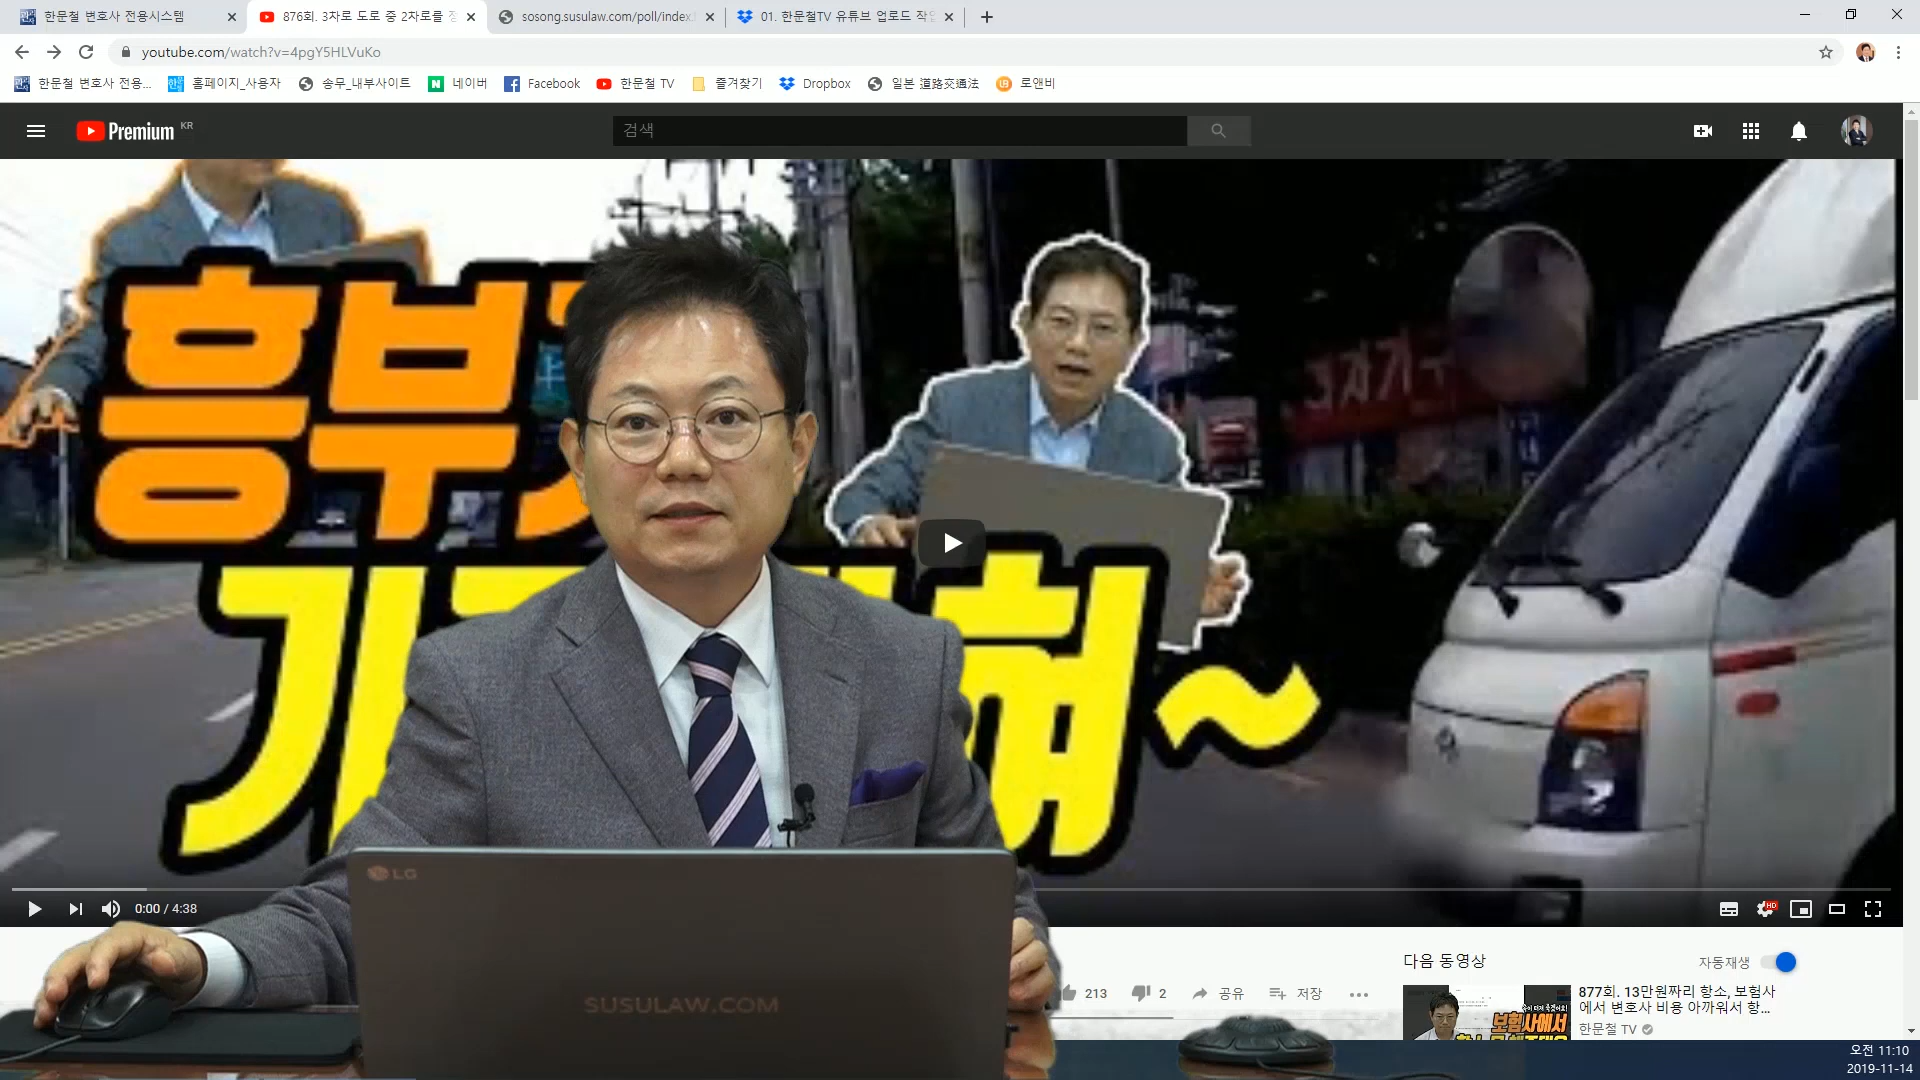 한문철 변호사 전용시스템
876회. 3차로 도로 중 2차로를 정
sosong.susulaw.com/poll/index
01. 한문철TV 유튜브 업로드 작업
youtube.com/watch?v=4pgY5HLVuKo
한문철 변호사 전용...
홈페이지_사용자
송무_내부사이트
네이버
Facebook
한문철 TV
즐겨찾기
Dropbox
일본 道路交通法
로앤비
Premium KR
검색
흥부
0:00 / 4:38
HD
LG
SUSULAW.COM
213
2
공유
저장
다음 동영상
자동재생
877회. 13만원짜리 항소, 보험사
에서 변호사 비용 아까워서 항...
한문철 TV
보험사에서
오전 11:10
2019-11-14